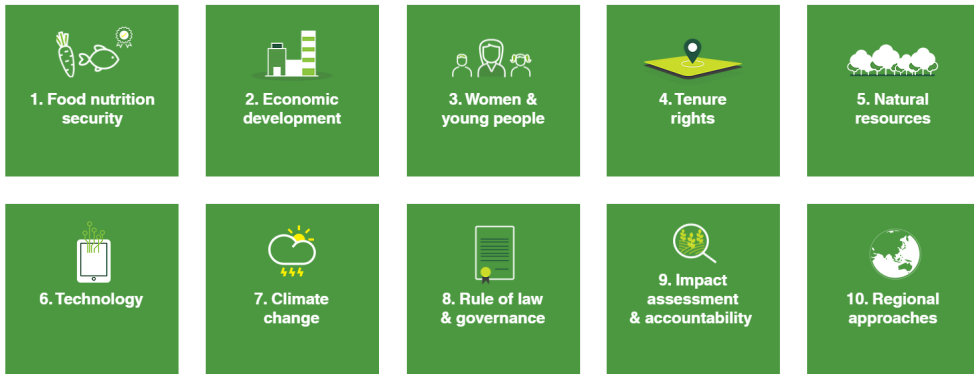 1. Food nutrition
security
2. Economic
development
3. Women &
young people
4. Tenure
rights
5. Natural
resources
6. Technology
7. Climate
change
8. Rule of law
& governance
9. Impact
assessment
& accountability
10. Regional
approaches